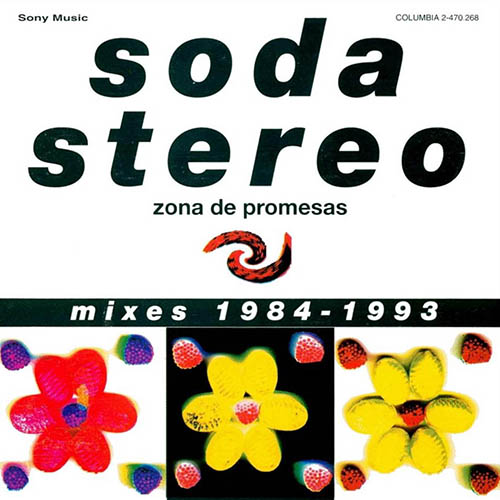 Sony Music
COLUMBIA 2-470 268
soda
stereo
zona de promesas
mixes 1984-1993